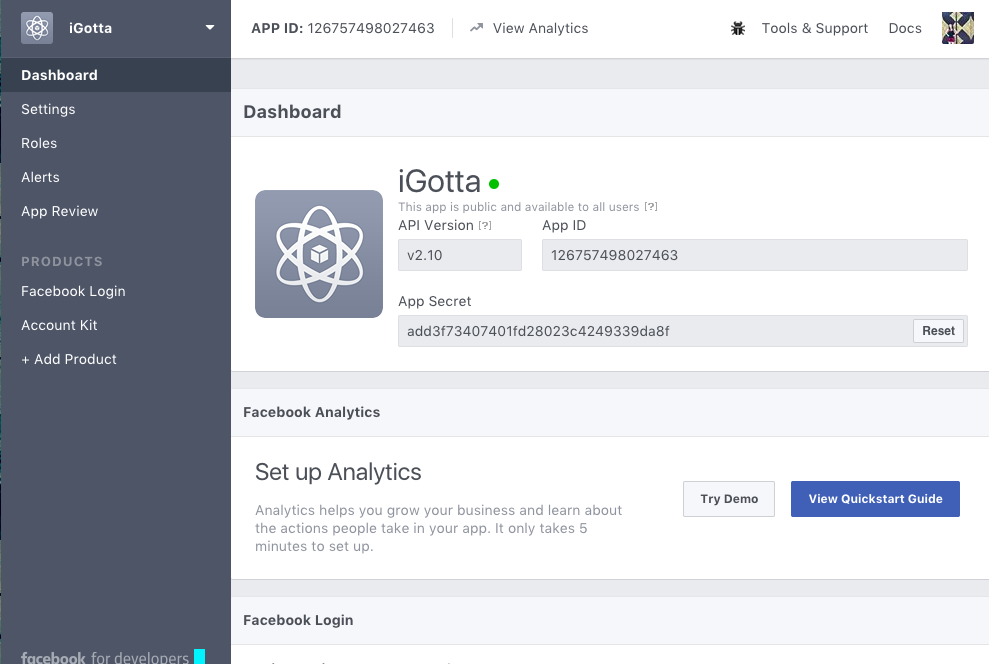 iGotta
APP ID: 126757498027463
View Analytics
Tools & Support
Docs
Dashboard
Settings
Roles
Alerts
App Review
PRODUCTS
Facebook Login
Account Kit
+ Add Product
facebook for developers
Dashboard
iGotta
This app is public and available to all users [?]
API Version [?]
App ID
v2.10
126757498027463
App Secret
add3f73407401fd28023c4249339da8f
Reset
Facebook Analytics
Set up Analytics
Analytics helps you grow your business and learn about
the actions people take in your app. It only takes 5
minutes to set up.
Try Demo
View Quickstart Guide
Facebook Login